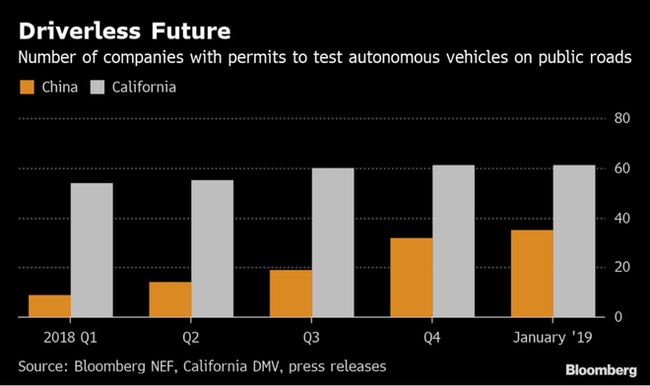 Driverless Future
Number of companies with permits to test autonomous vehicles on public roads
China California
80
60
40
20
0
2018 Q1 Q2 Q3 Q4 January '19
Source: Bloomberg NEF, California DMV, press releases
Bloomberg